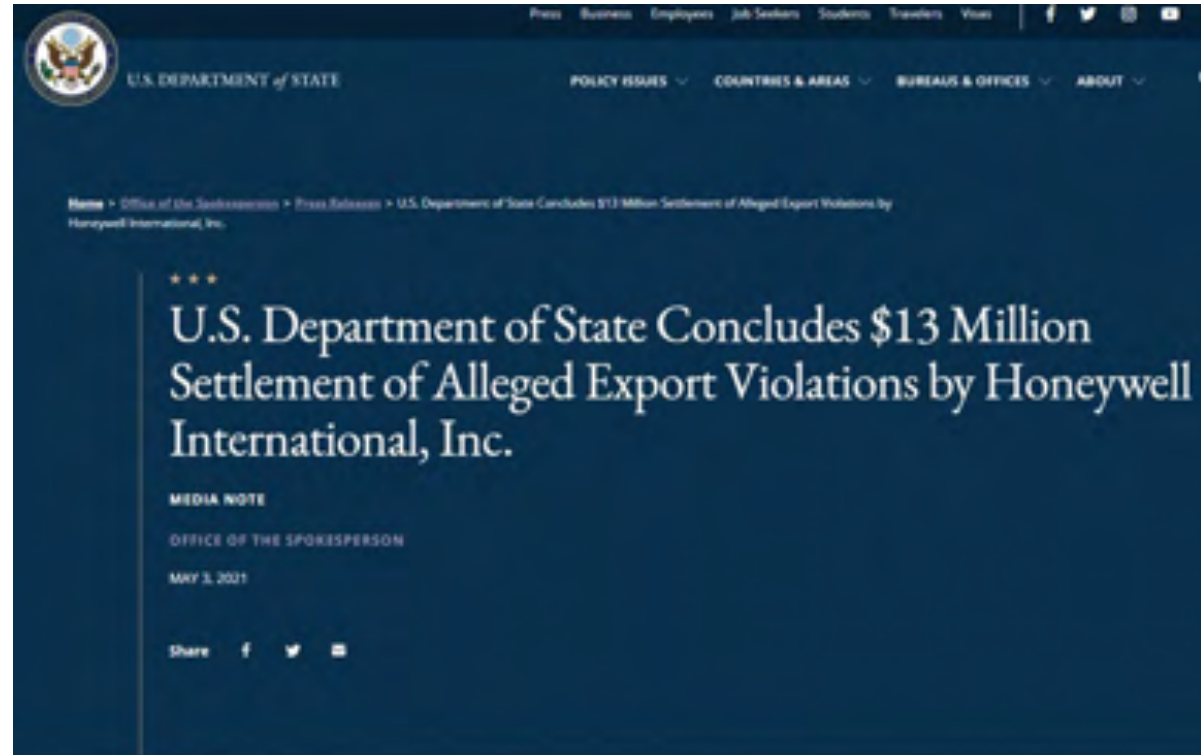 Press Business Employees Job Seekers Students Travelers Visas
U.S. DEPARTMENT of STATE
POLICY ISSUES COUNTRIES & AREAS BUREAUS & OFFICES ABOUT
Home > Office of the Spokesperson > Press Releases > U.S. Department of State Concludes $13 Million Settlement of Alleged Export Violations by
Honeywell International, Inc.
U.S. Department of State Concludes $13 Million
Settlement of Alleged Export Violations by Honeywell
International, Inc.
MEDIA NOTE
OFFICE OF THE SPOKESPERSON
MAY 3, 2021
Share